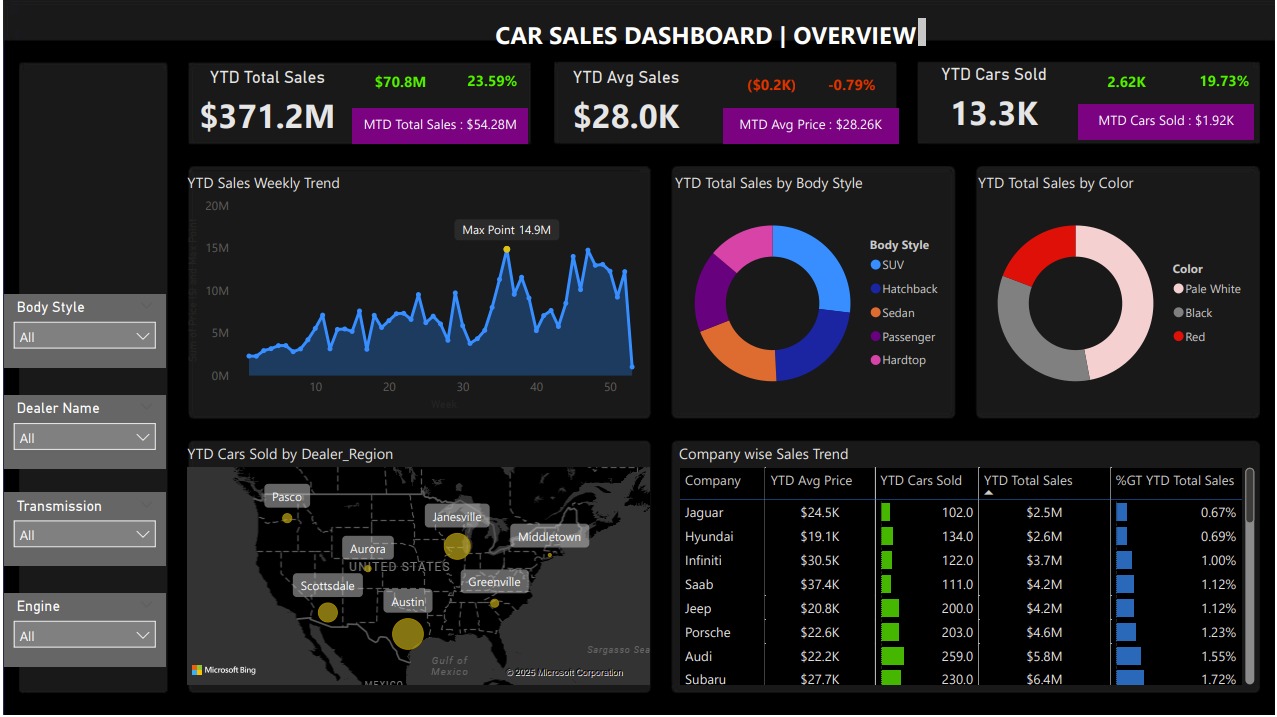 CAR SALES DASHBOARD | OVERVIEW
YTD Total Sales
$70.8M 23.59%
$371.2M
MTD Total Sales : $54.28M
YTD Avg Sales
($0.2K) -0.79%
$28.0K
MTD Avg Price : $28.26K
YTD Cars Sold
2.62K 19.73%
13.3K
MTD Cars Sold : $1.92K
Body Style
All
Dealer Name
All
Transmission
All
Engine
All
YTD Sales Weekly Trend
20M
15M
10M
5M
0M
Max Point 14.9M
10 20 30 40 50
Week
YTD Total Sales by Body Style
Body Style
SUV
Hatchback
Sedan
Passenger
Hardtop
YTD Total Sales by Color
Color
Pale White
Black
Red
YTD Cars Sold by Dealer_Region
Pasco
Janesville
Middletown
Aurora
UNITED STATES
Scottsdale
Greenville
Austin
Sargasso Sea
Gulf of
Mexico
MEXICO
Microsoft Bing
© 2025 Microsoft Corporation
Company wise Sales Trend
Company YTD Avg Price YTD Cars Sold YTD Total Sales %GT YTD Total Sales
Jaguar $24.5K 102.0 $2.5M 0.67%
Hyundai $19.1K 134.0 $2.6M 0.69%
Infiniti $30.5K 122.0 $3.7M 1.00%
Saab $37.4K 111.0 $4.2M 1.12%
Jeep $20.8K 200.0 $4.2M 1.12%
Porsche $22.6K 203.0 $4.6M 1.23%
Audi $22.2K 259.0 $5.8M 1.55%
Subaru $27.7K 230.0 $6.4M 1.72%